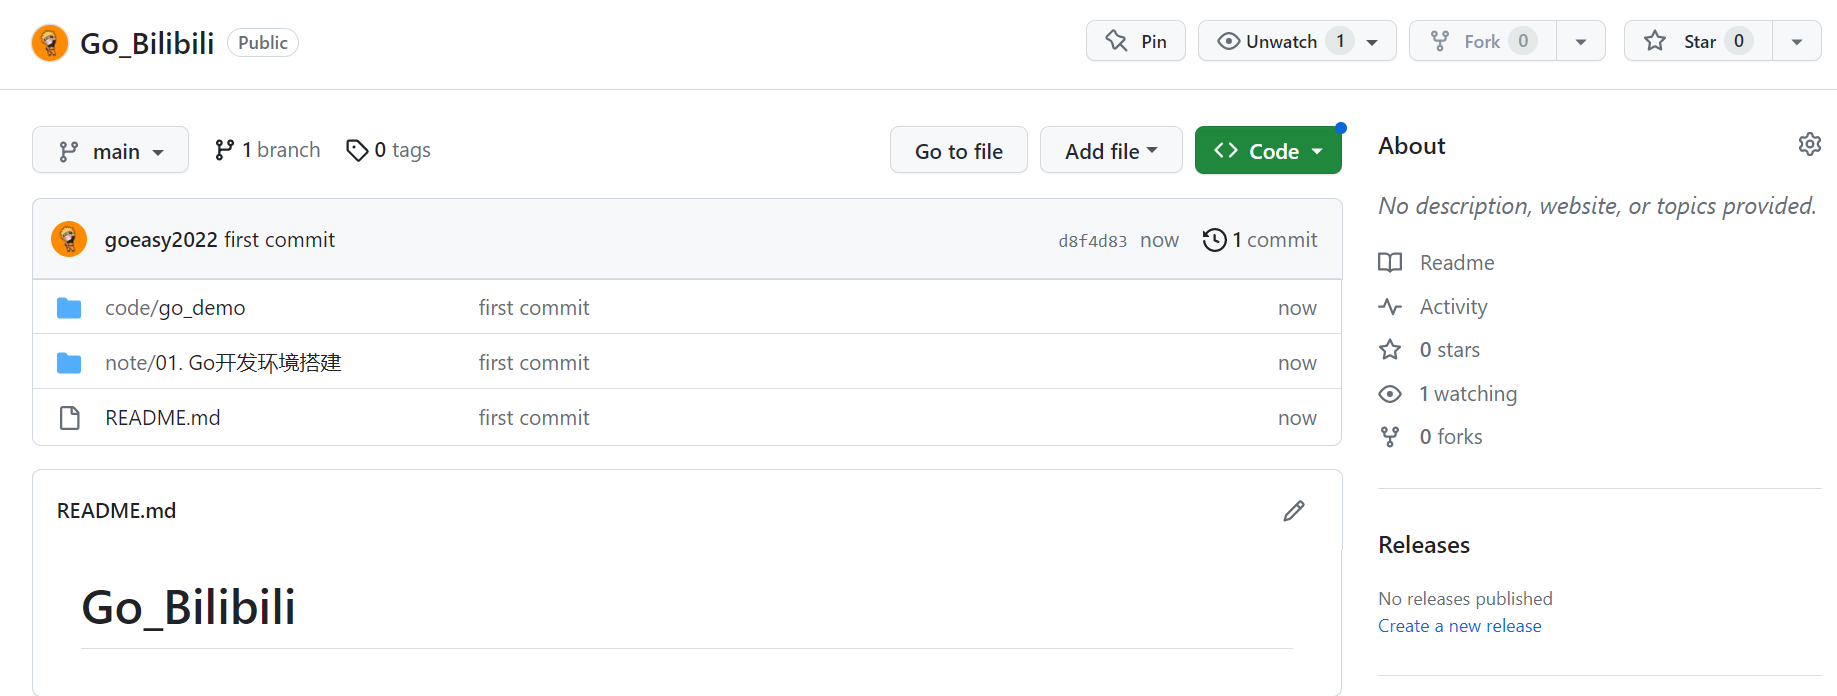 Go_Bilibili Public Pin Unwatch 1 Fork 0 Star 0
main 1 branch 0 tags Go to file Add file Code
goeasy2022 first commit d8f4d83 now 1 commit
code/go_demo first commit now
note/01. Go开发环境搭建 first commit now
README.md first commit now
README.md
Go_Bilibili
About
No description, website, or topics provided.
Readme
Activity
0 stars
1 watching
0 forks
Releases
No releases published
Create a new release